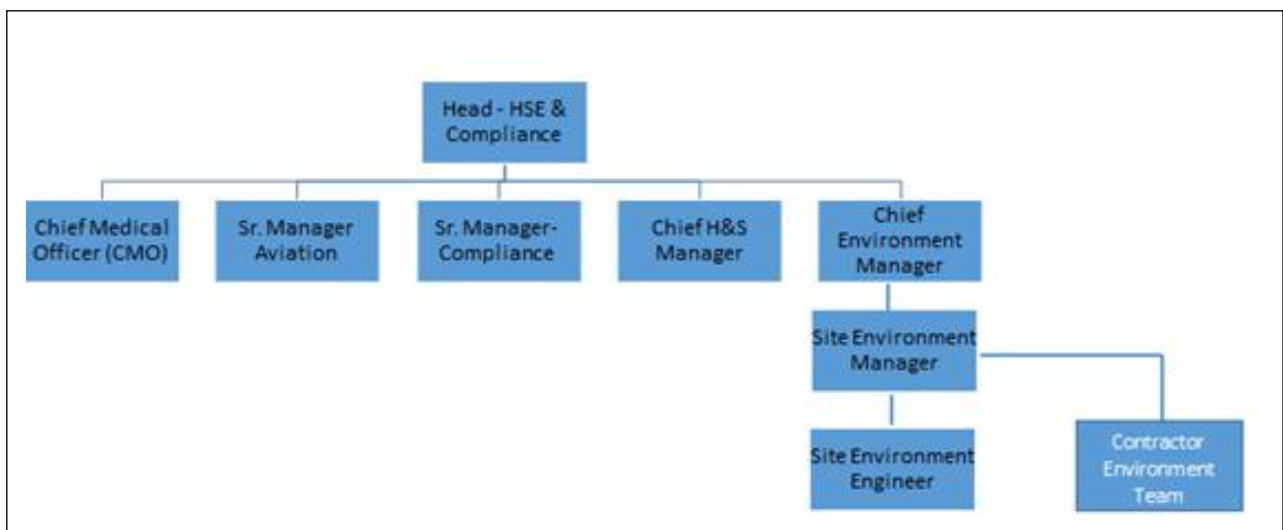 Head - HSE &
Compliance
Chief Medical
Officer (CMO)
Sr. Manager
Aviation
Sr. Manager-
Compliance
Chief H&S
Manager
Chief
Environment
Manager
Site Environment
Manager
Site Environment
Engineer
Contractor
Environment
Team